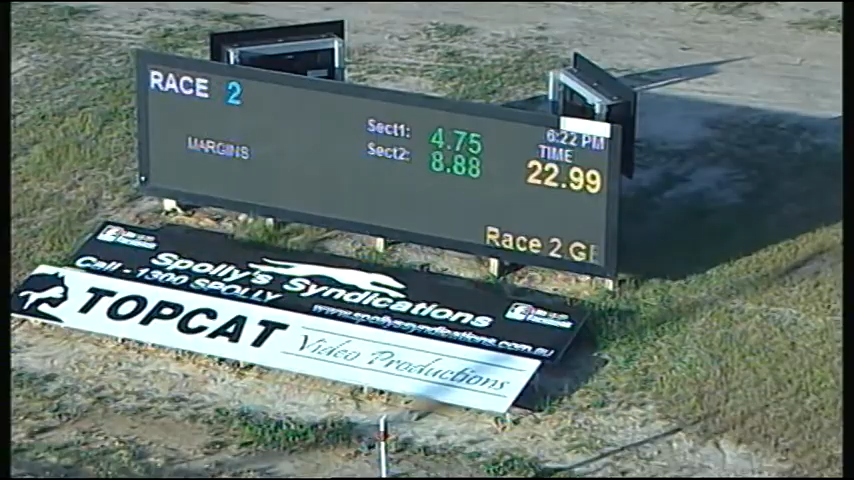 RACE 2
MARGINS
Sect1: 4.75
Sect2: 8.88
6:22 PM
TIME
22.99
Race 2 GE
Spolly's Syndications
Call - 1300 SPOLLY
www.spollyssyndications.com.au
TOPCAT
Video Productions